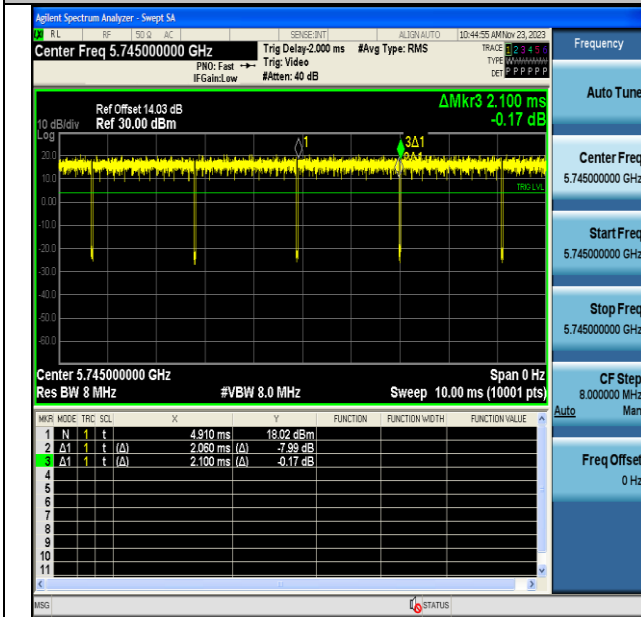 Agilent Spectrum Analyzer - Swept SA
RL RF 50 Ω AC SENSE:INT ALIGN AUTO 10:44:55 AM Nov 23, 2023
Center Freq 5.745000000 GHz
PNO: Fast
IFGain:Low
Trig Delay-2.000 ms
Trig: Video
#Atten: 40 dB
#Avg Type: RMS
TRACE 1 2 3 4 5 6
TYPE
DET P P P P P P
Frequency
Auto Tune
Ref Offset 14.03 dB
10 dB/div Ref 30.00 dBm
Log
ΔMkr3 2.100 ms
-0.17 dB
1
3Δ1
20.0
10.0
TRIG LVL
0.00
-10.0
-20.0
-30.0
-40.0
-50.0
-60.0
Center 5.745000000 GHz Span 0 Hz
Res BW 8 MHz #VBW 8.0 MHz Sweep 10.00 ms (10001 pts)
Center Freq
5.745000000 GHz
Start Freq
5.745000000 GHz
Stop Freq
5.745000000 GHz
CF Step
8.000000 MHz
Auto Man
Freq Offset
0 Hz
MKR MODE TRC SCL X Y FUNCTION FUNCTION WIDTH FUNCTION VALUE
1 N 1 t 4.910 ms 18.02 dBm
2 Δ1 1 t (Δ) 2.060 ms (Δ) -7.99 dB
3 Δ1 1 t (Δ) 2.100 ms (Δ) -0.17 dB
4
5
6
7
8
9
10
11
MSG STATUS